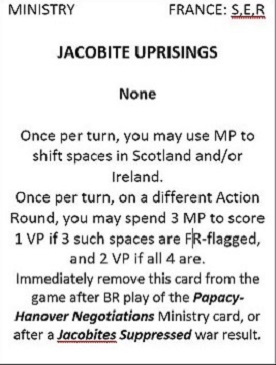 MINISTRY FRANCE: S,E,R
JACOBITE UPRISINGS
None
Once per turn, you may use MP to
shift spaces in Scotland and/or
Ireland.
Once per turn, on a different Action
Round, you may spend 3 MP to score
1 VP if 3 such spaces are FR-flagged,
and 2 VP if all 4 are.
Immediately remove this card from the
game after BR play of the Papacy-
Hanover Negotiations Ministry card, or
after a Jacobites Suppressed war result.